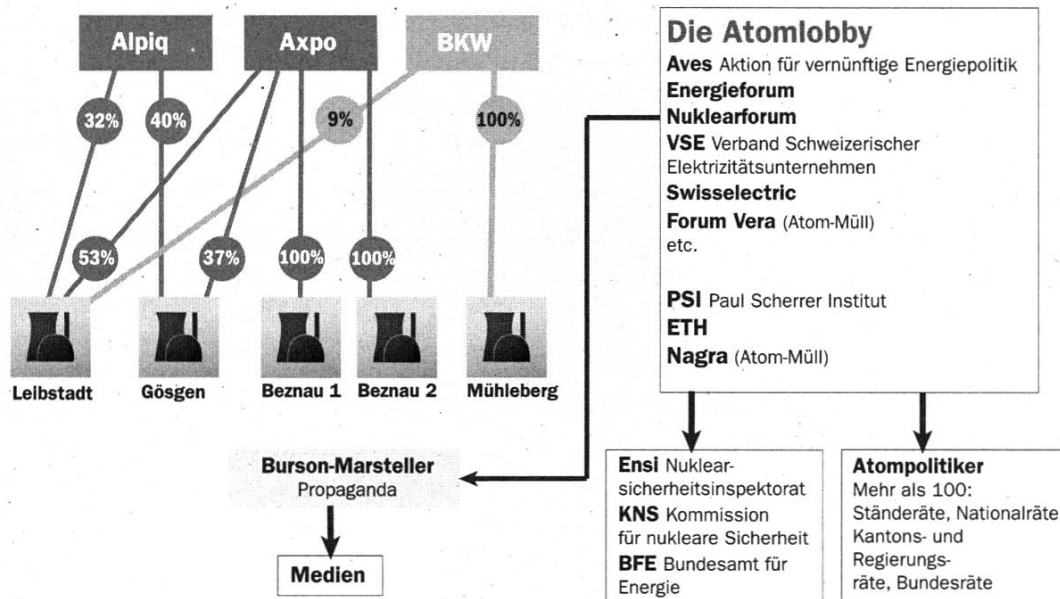 Alpiq
Axpo
BKW
32%
40%
9%
100%
53%
37%
100%
100%
Leibstadt
Gösgen
Beznau 1
Beznau 2
Mühleberg
Die Atomlobby
Aves Aktion für vernünftige Energiepolitik
Energieforum
Nuklearforum
VSE Verband Schweizerischer
Elektrizitätsunternehmen
Swisselectric
Forum Vera (Atom-Müll)
etc.
PSI Paul Scherrer Institut
ETH
Nagra (Atom-Müll)
Burson-Marsteller
Propaganda
Medien
Ensi Nuklear-
sicherheitsinspektorat
KNS Kommission
für nukleare Sicherheit
BFE Bundesamt für
Energie
Atompolitiker
Mehr als 100:
Ständeräte, Nationalräte
Kantons- und
Regierungs-
räte, Bundesräte